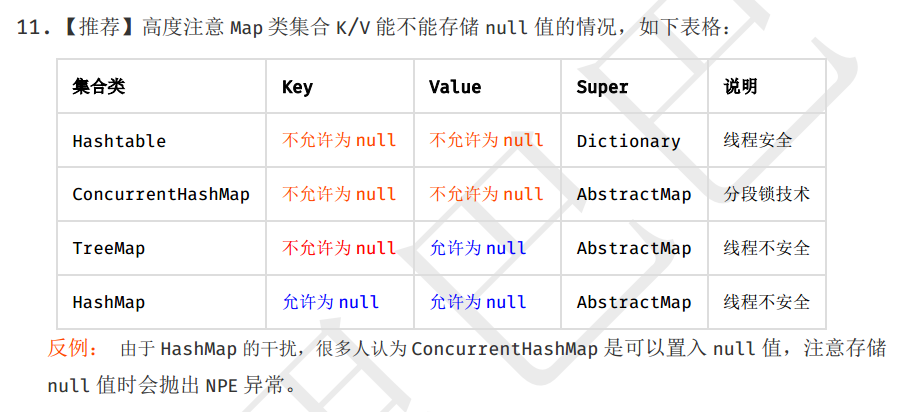 11.【推荐】高度注意 Map 类集合 K/V 能不能存储 null 值的情况，如下表格：
集合类 Key Value Super 说明
Hashtable 不允许为 null 不允许为 null Dictionary 线程安全
ConcurrentHashMap 不允许为 null 不允许为 null AbstractMap 分段锁技术
TreeMap 不允许为 null 允许为 null AbstractMap 线程不安全
HashMap 允许为 null 允许为 null AbstractMap 线程不安全
反例： 由于 HashMap 的干扰，很多人认为 ConcurrentHashMap 是可以置入 null 值，注意存储
null 值时会抛出 NPE 异常。